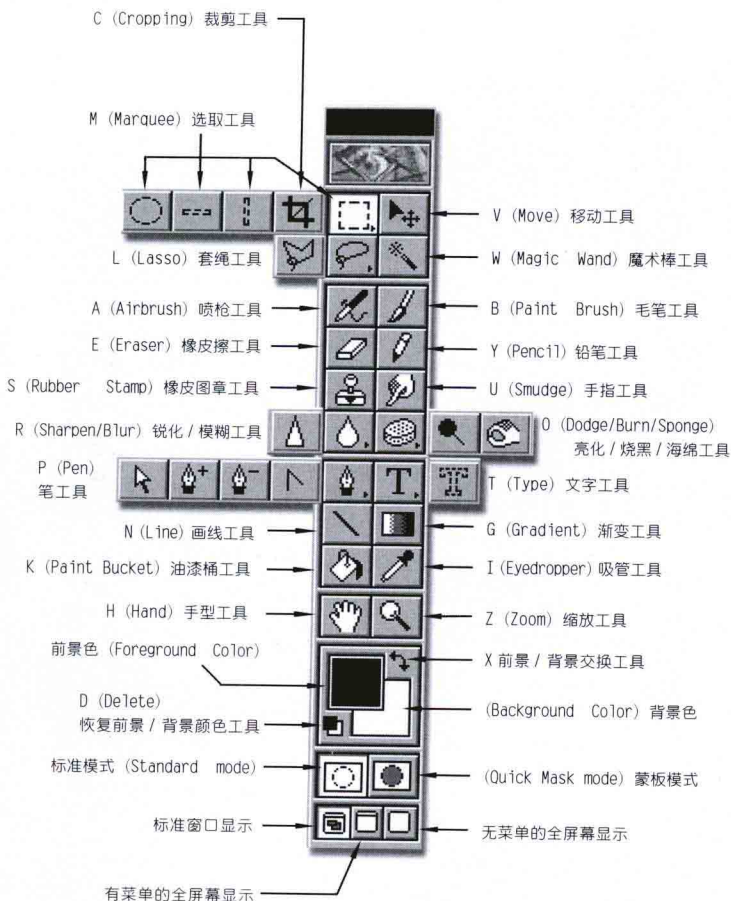 C (Cropping) 裁剪工具
M (Marquee) 选取工具
V (Move) 移动工具
L (Lasso) 套绳工具
W (Magic Wand) 魔术棒工具
A (Airbrush) 喷枪工具
B (Paint Brush) 毛笔工具
E (Eraser) 橡皮擦工具
Y (Pencil) 铅笔工具
S (Rubber Stamp) 橡皮图章工具
U (Smudge) 手指工具
R (Sharpen/Blur) 锐化/模糊工具
O (Dodge/Burn/Sponge)
亮化/烧黑/海绵工具
P (Pen)
笔工具
T (Type) 文字工具
N (Line) 画线工具
G (Gradient) 渐变工具
K (Paint Bucket) 油漆桶工具
I (Eyedropper) 吸管工具
H (Hand) 手型工具
Z (Zoom) 缩放工具
前景色 (Foreground Color)
X 前景/背景交换工具
D (Delete)
恢复前景/背景颜色工具
(Background Color) 背景色
标准模式 (Standard mode)
(Quick Mask mode) 蒙板模式
标准窗口显示
无菜单的全屏幕显示
有菜单的全屏幕显示